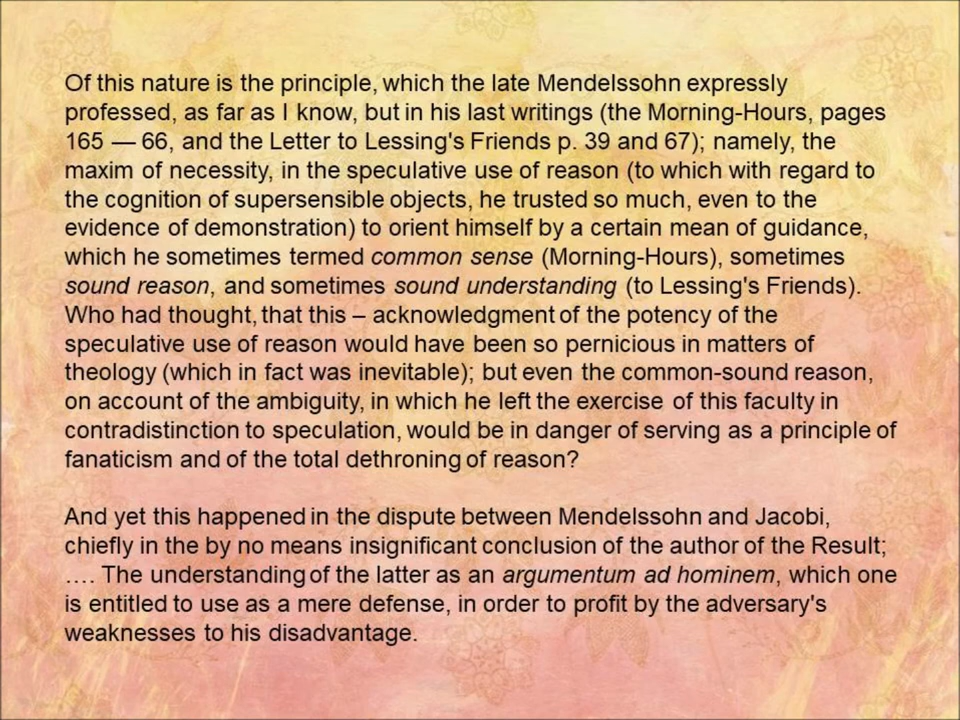 Of this nature is the principle, which the late Mendelssohn expressly
professed, as far as I know, but in his last writings (the Morning-Hours, pages
165 — 66, and the Letter to Lessing's Friends p. 39 and 67); namely, the
maxim of necessity, in the speculative use of reason (to which with regard to
the cognition of supersensible objects, he trusted so much, even to the
evidence of demonstration) to orient himself by a certain mean of guidance,
which he sometimes termed common sense (Morning-Hours), sometimes
sound reason, and sometimes sound understanding (to Lessing's Friends).
Who had thought, that this – acknowledgment of the potency of the
speculative use of reason would have been so pernicious in matters of
theology (which in fact was inevitable); but even the common-sound reason,
on account of the ambiguity, in which he left the exercise of this faculty in
contradistinction to speculation, would be in danger of serving as a principle of
fanaticism and of the total dethroning of reason?
And yet this happened in the dispute between Mendelssohn and Jacobi,
chiefly in the by no means insignificant conclusion of the author of the Result;
…. The understanding of the latter as an argumentum ad hominem, which one
is entitled to use as a mere defense, in order to profit by the adversary's
weaknesses to his disadvantage.